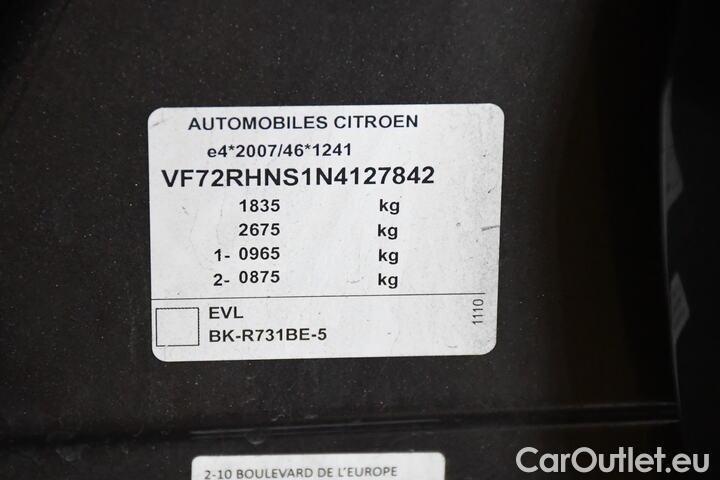 AUTOMOBILES CITROEN
e4*2007/46*1241
VF72RHNS1N4127842
1835 kg
2675 kg
1- 0965 kg
2- 0875 kg
EVL
BK-R731BE-5
1110
2-10 BOULEVARD DE L'EUROPE
CarOutlet.eu